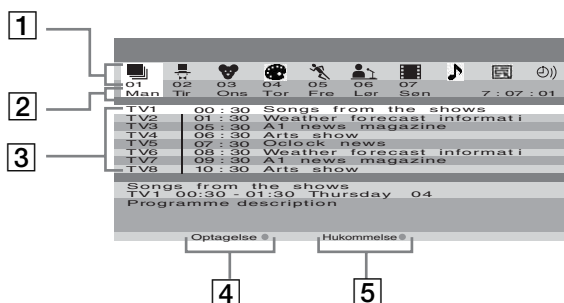 1
01 02 03 04 05 06 07
2
Man Tir Ons Tor Fre Lør Søn 7:07:01
3
TV1 00:30 Songs from the shows
TV2 01:30 Weather forecast informati
TV3 05:30 A1 news magazine
TV4 06:30 Arts show
TV5 07:30 Oclock news
TV6 08:30 Weather forecast informati
TV7 09:30 A1 news magazine
TV8 10:30 Arts show
Songs from the shows
TV1 00:30 - 01:30 Thursday 04
Programme description
Optagelse Hukommelse
4 5